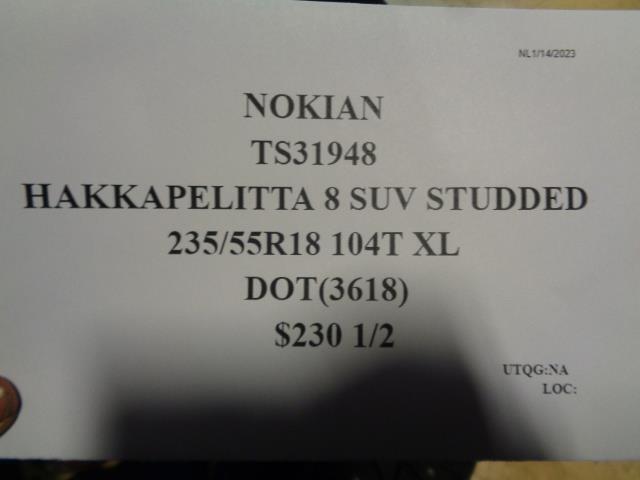 NL1/14/2023
NOKIAN
TS31948
HAKKAPELITTA 8 SUV STUDDED
235/55R18 104T XL
DOT(3618)
$230 1/2
UTQG:NA
LOC: